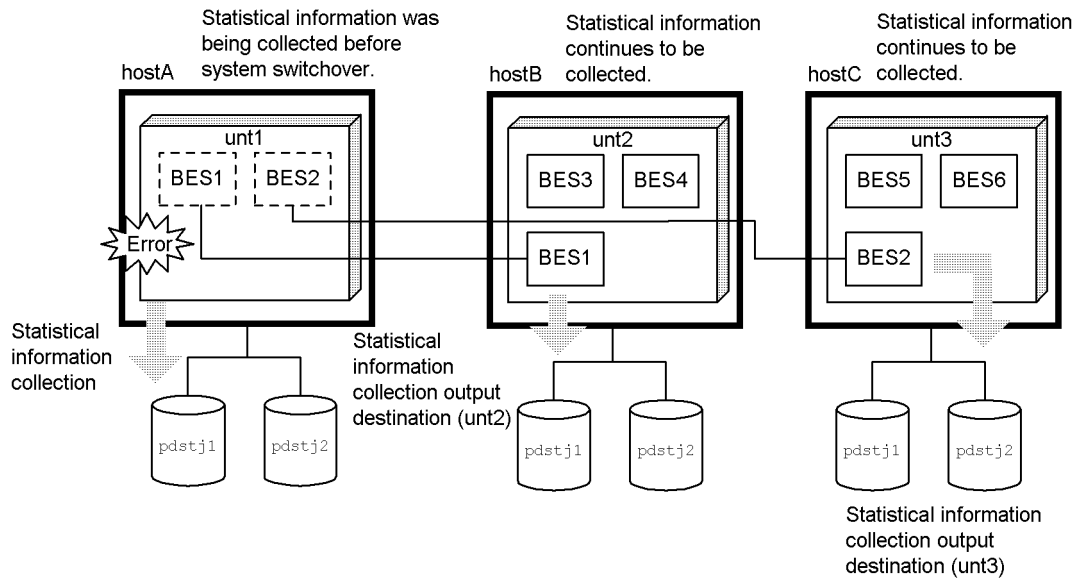 Statistical information was
being collected before
system switchover.
Statistical information
continues to be
collected.
Statistical information
continues to be
collected.
hostA
hostB
hostC
unt1
unt2
unt3
BES1
BES2
BES3
BES4
BES5
BES6
Error
BES1
BES2
Statistical
information
collection
Statistical
information
collection output
destination (unt2)
pdstj1
pdstj2
pdstj1
pdstj2
pdstj1
pdstj2
Statistical information
collection output
destination (unt3)